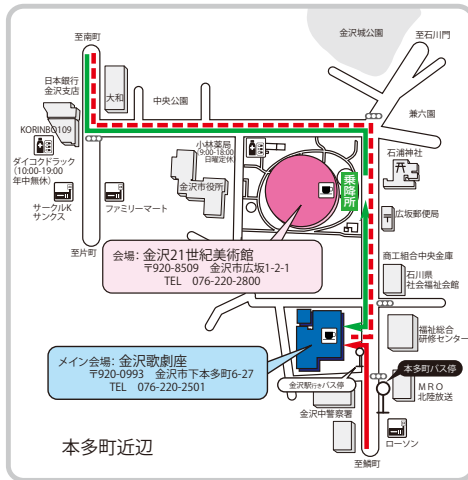 至南町
金沢城公園
至石川門
日本銀行
金沢支店
大和
中央公園
兼六園
KORINBO109
小林薬局
(9:00-18:00
日曜定休)
石浦神社
ダイコクドラック
(10:00-19:00
年中無休)
金沢市役所
乗降所
サークルK
サンクス
ファミリーマート
広坂郵便局
至片町
会場: 金沢21世紀美術館
〒920-8509 金沢市広坂1-2-1
TEL 076-220-2800
商工組合中央金庫
石川県
社会福祉会館
福祉総合
研修センター
メイン会場: 金沢歌劇座
〒920-0993 金沢市下本多町6-27
TEL 076-220-2501
本多町バス停
金沢駅行きバス停
MRO
北陸放送
金沢中警察署
ローソン
本多町近辺
至鱗町